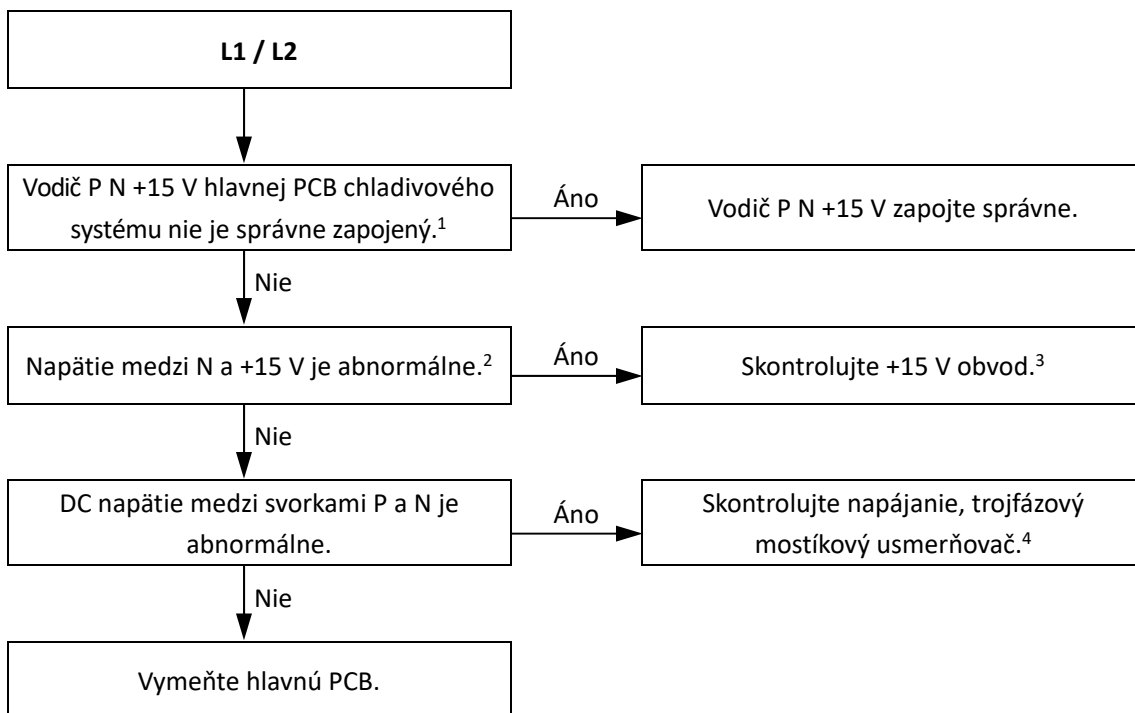 L1 / L2
Vodič P N +15 V hlavnej PCB chladivového
systému nie je správne zapojený.¹
Áno
Vodič P N +15 V zapojte správne.
Nie
Napätie medzi N a +15 V je abnormálne.²
Áno
Skontrolujte +15 V obvod.³
Nie
DC napätie medzi svorkami P a N je
abnormálne.
Áno
Skontrolujte napájanie, trojfázový
mostíkový usmerňovač.⁴
Nie
Vymeňte hlavnú PCB.